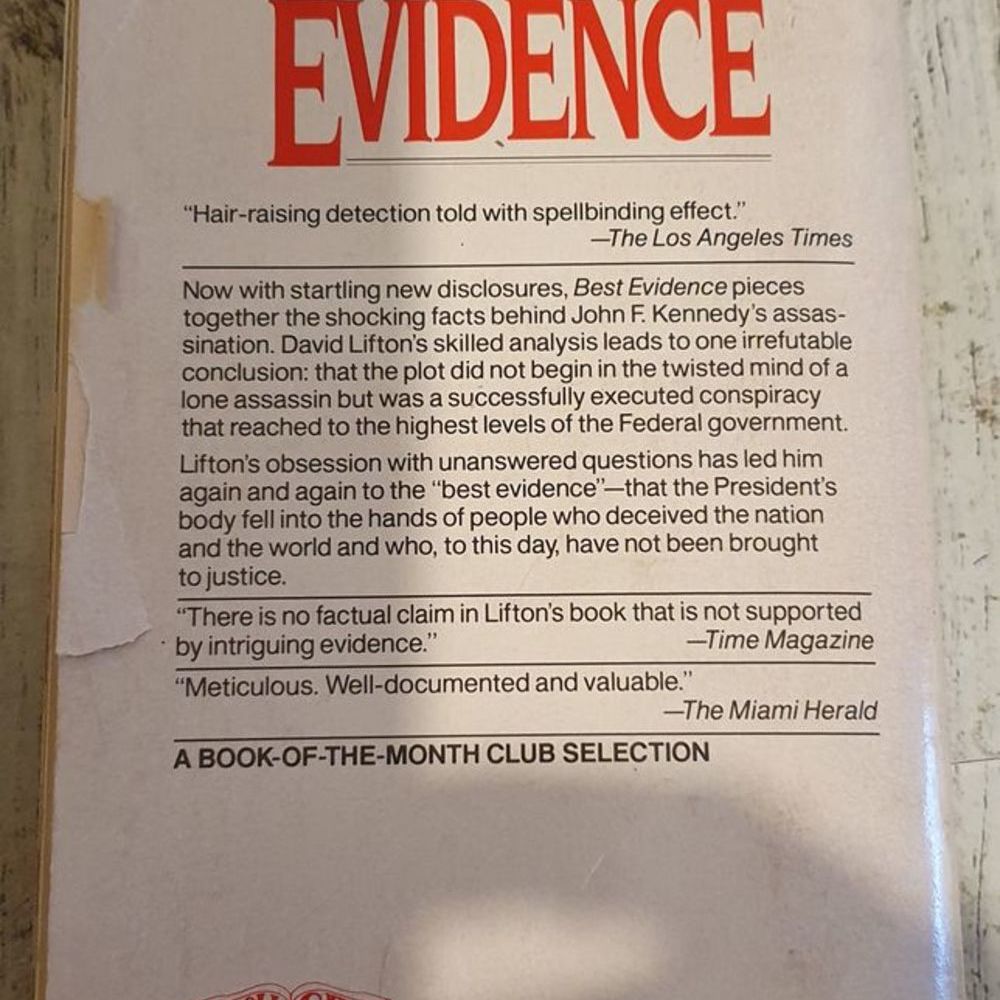 EVIDENCE
“Hair-raising detection told with spellbinding effect.”
—The Los Angeles Times
Now with startling new disclosures, Best Evidence pieces
together the shocking facts behind John F. Kennedy’s assas-
sination. David Lifton’s skilled analysis leads to one irrefutable
conclusion: that the plot did not begin in the twisted mind of a
lone assassin but was a successfully executed conspiracy
that reached to the highest levels of the Federal government.
Lifton’s obsession with unanswered questions has led him
again and again to the “best evidence”—that the President’s
body fell into the hands of people who deceived the nation
and the world and who, to this day, have not been brought
to justice.
“There is no factual claim in Lifton’s book that is not supported
by intriguing evidence.” —Time Magazine
“Meticulous. Well-documented and valuable.”
—The Miami Herald
A BOOK-OF-THE-MONTH CLUB SELECTION